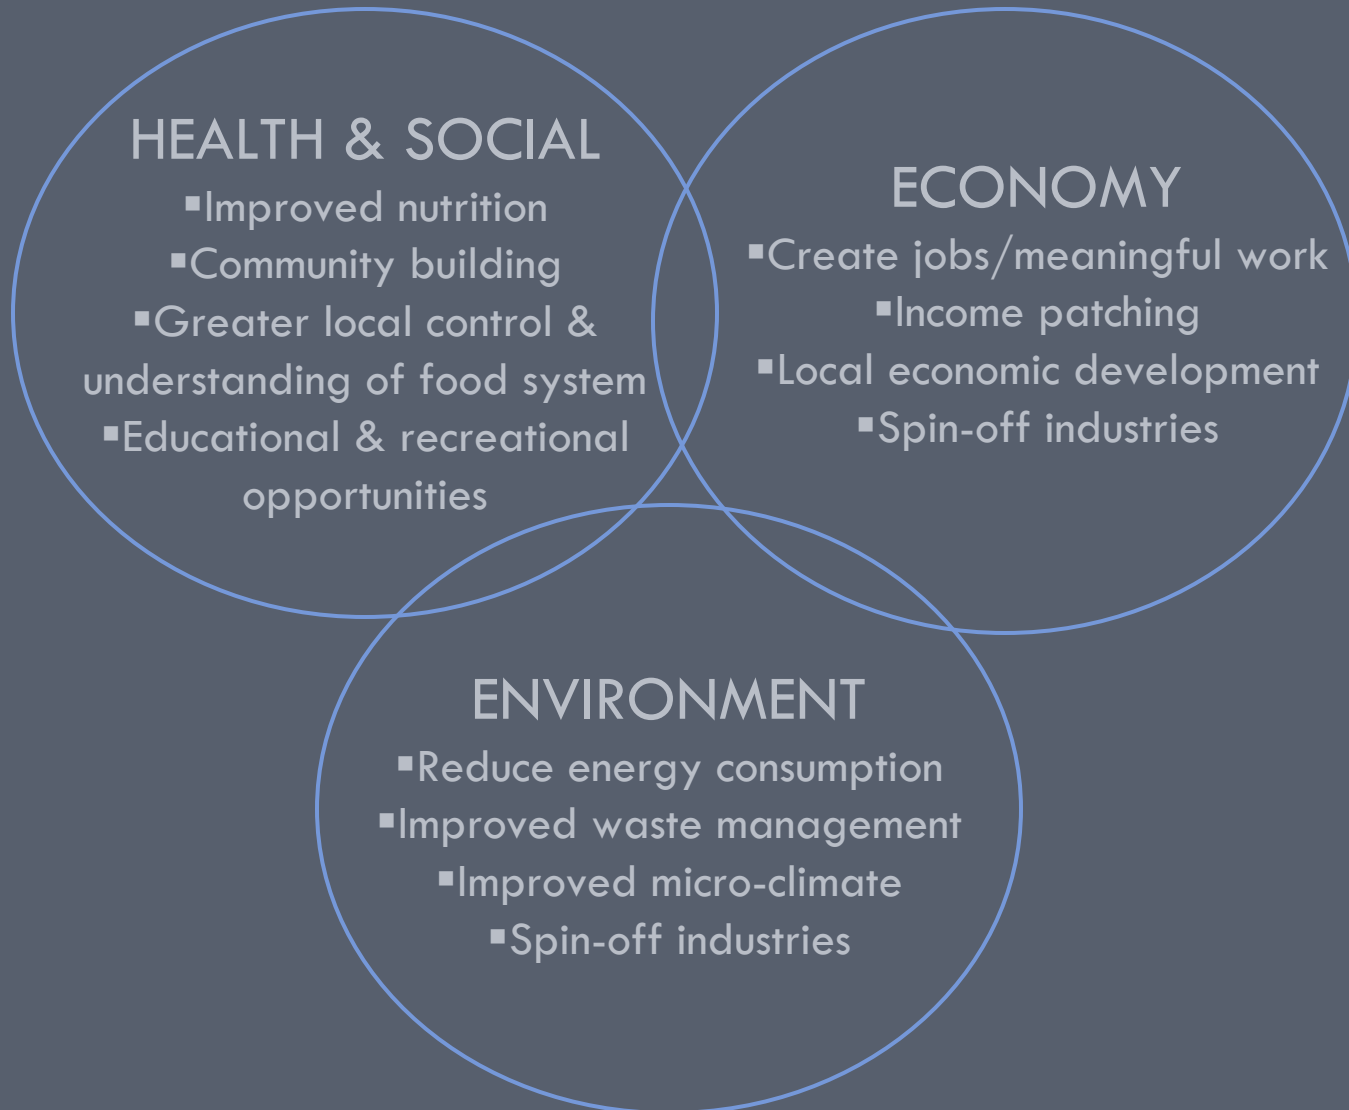 HEALTH & SOCIAL
▪Improved nutrition
▪Community building
▪Greater local control &
understanding of food system
▪Educational & recreational
opportunities
ECONOMY
▪Create jobs/meaningful work
▪Income patching
▪Local economic development
▪Spin-off industries
ENVIRONMENT
▪Reduce energy consumption
▪Improved waste management
▪Improved micro-climate
▪Spin-off industries